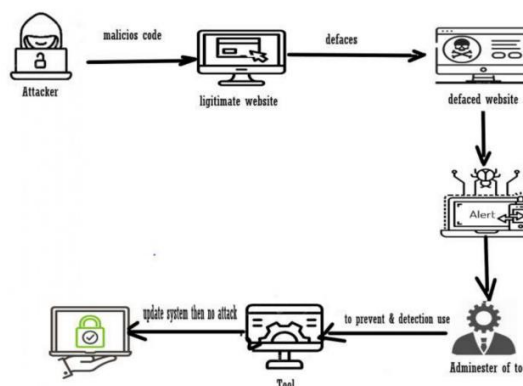 malicios code
defaces
Attacker
ligitimate website
defaced website
Alert
update system then no attack
to prevent & detection use
Tool
Adminester of to